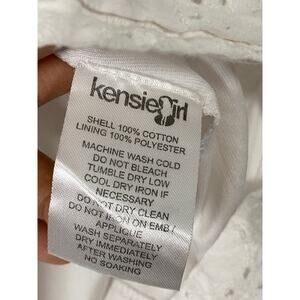 kensiegirl
SHELL 100% COTTON
LINING 100% POLYESTER
MACHINE WASH COLD
DO NOT BLEACH
TUMBLE DRY LOW
COOL DRY IRON IF
NECESSARY
DO NOT DRY CLEAN
DO NOT IRON ON EMB /
APPLIQUE
WASH SEPARATELY
DRY IMMEDIATELY
AFTER WASHING
NO SOAKING